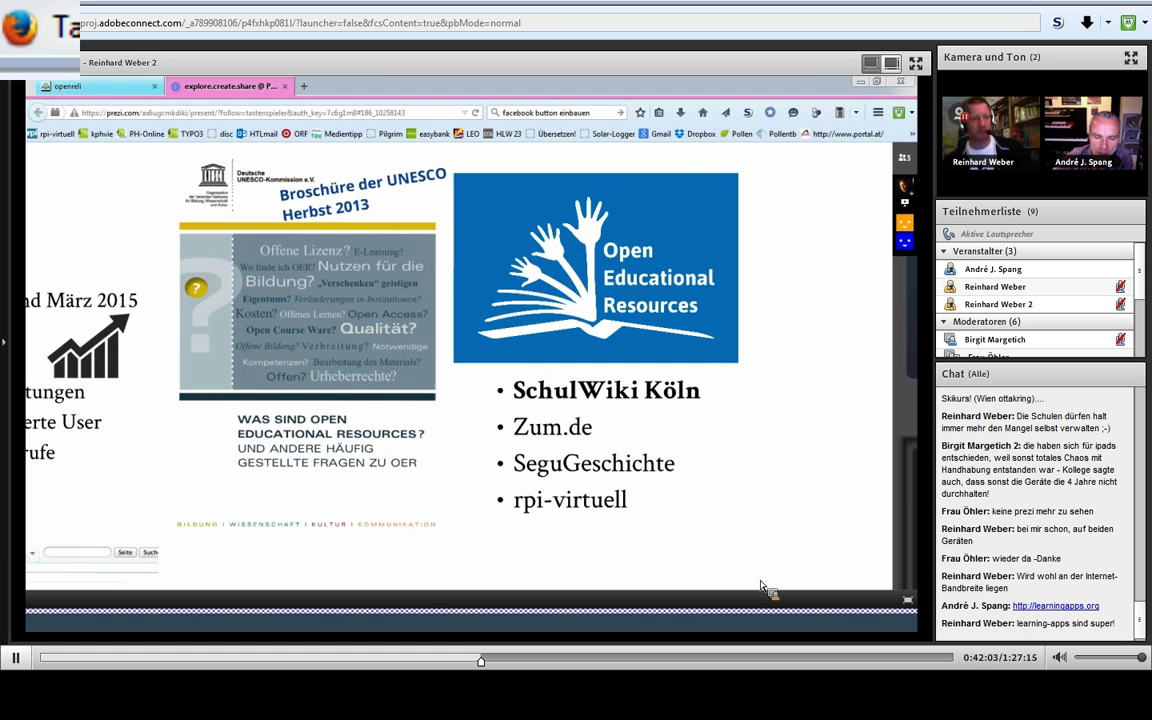 Ta
proj.adobeconnect.com/_a789908106/p4fxhkp081l/?launcher=false&fcsContent=true&pbMode=normal
- Reinhard Weber 2
openreli
explore.create.share @ P...
https://prezi.com/ax6ugcmkdiki/present/?follow=tastenspieler&auth_key=7c6g1m8#186_10258143
facebook button einbauen
rpi-virtuell kphvie PH-Online TYPO3 disc HTLmail ORF Medientipp Pilgrim easybank LEO HLW 23 Übersetzen! Solar-Logger Gmail Dropbox Pollen Pollentb http://www.portal.at/
Deutsche
UNESCO-Kommission e.V.
Broschüre der UNESCO
Herbst 2013
Offene Lizenz? E-Learning?
Wo finde ich OER? Nutzen für die
Bildung? „Verschenken“ geistigen
Eigentums? Veränderungen in Institutionen?
Kosten? Offenes Lernen? Open Access?
Open Course Ware? Qualität?
Offene Bildung? Verbreitung? Notwendige
Kompetenzen? Bearbeitung des Materials?
Offen? Urheberrechte?
?
WAS SIND OPEN
EDUCATIONAL RESOURCES?
UND ANDERE HÄUFIG
GESTELLTE FRAGEN ZU OER
BILDUNG | WISSENSCHAFT | KULTUR | KOMMUNIKATION
nd März 2015
tungen
erte User
rufe
Seite
Such
Open
Educational
Resources
• SchulWiki Köln
• Zum.de
• SeguGeschichte
• rpi-virtuell
Kamera und Ton (2)
Reinhard Weber
André J. Spang
Teilnehmerliste (9)
Aktive Lautsprecher
Veranstalter (3)
André J. Spang
Reinhard Weber
Reinhard Weber 2
Moderatoren (6)
Birgit Margetich
Frau Öhler
Chat (Alle)
Skikurs! (Wien ottakring)....
Reinhard Weber: Die Schulen dürfen halt
immer mehr den Mangel selbst verwalten ;-)
Birgit Margetich 2: die haben sich für ipads
entschieden, weil sonst totales Chaos mit
Handhabung entstanden war - Kollege sagte
auch, dass sonst die Geräte die 4 Jahre nicht
durchhalten!
Frau Öhler: keine prezi mehr zu sehen
Reinhard Weber: bei mir schon, auf beiden
Geräten
Frau Öhler: wieder da -Danke
Reinhard Weber: Wird wohl an der Internet-
Bandbreite liegen
André J. Spang: http://learningapps.org
Reinhard Weber: learning-apps sind super!
0:42:03/1:27:15